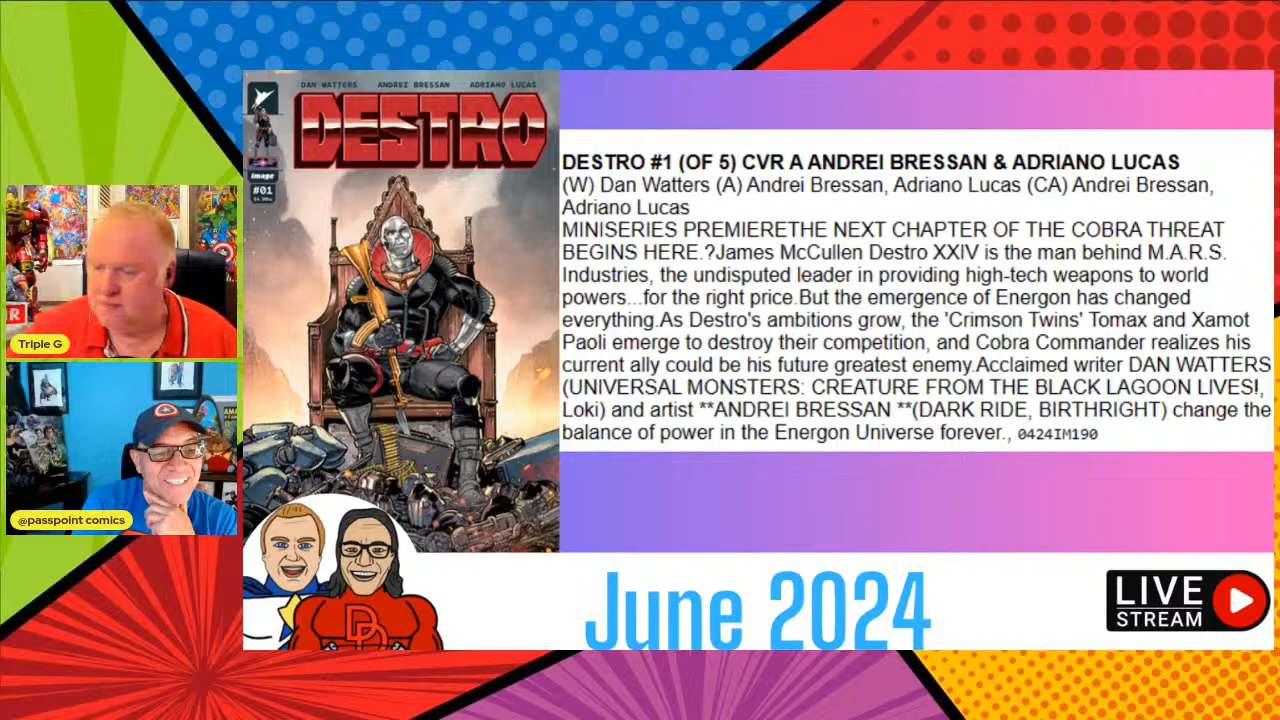 DAN WATTERS ANDREI BRESSAN ADRIANO LUCAS
DESTRO
image
#01
DESTRO #1 (OF 5) CVR A ANDREI BRESSAN & ADRIANO LUCAS
(W) Dan Watters (A) Andrei Bressan, Adriano Lucas (CA) Andrei Bressan,
Adriano Lucas
MINISERIES PREMIERETHE NEXT CHAPTER OF THE COBRA THREAT
BEGINS HERE.?James McCullen Destro XXIV is the man behind M.A.R.S.
Industries, the undisputed leader in providing high-tech weapons to world
powers...for the right price.But the emergence of Energon has changed
everything.As Destro's ambitions grow, the 'Crimson Twins' Tomax and Xamot
Paoli emerge to destroy their competition, and Cobra Commander realizes his
current ally could be his future greatest enemy.Acclaimed writer DAN WATTERS
(UNIVERSAL MONSTERS: CREATURE FROM THE BLACK LAGOON LIVES!,
Loki) and artist **ANDREI BRESSAN **(DARK RIDE, BIRTHRIGHT) change the
balance of power in the Energon Universe forever., 0424IM190
R
Triple G
@passpoint comics
DD
June 2024
LIVE
STREAM